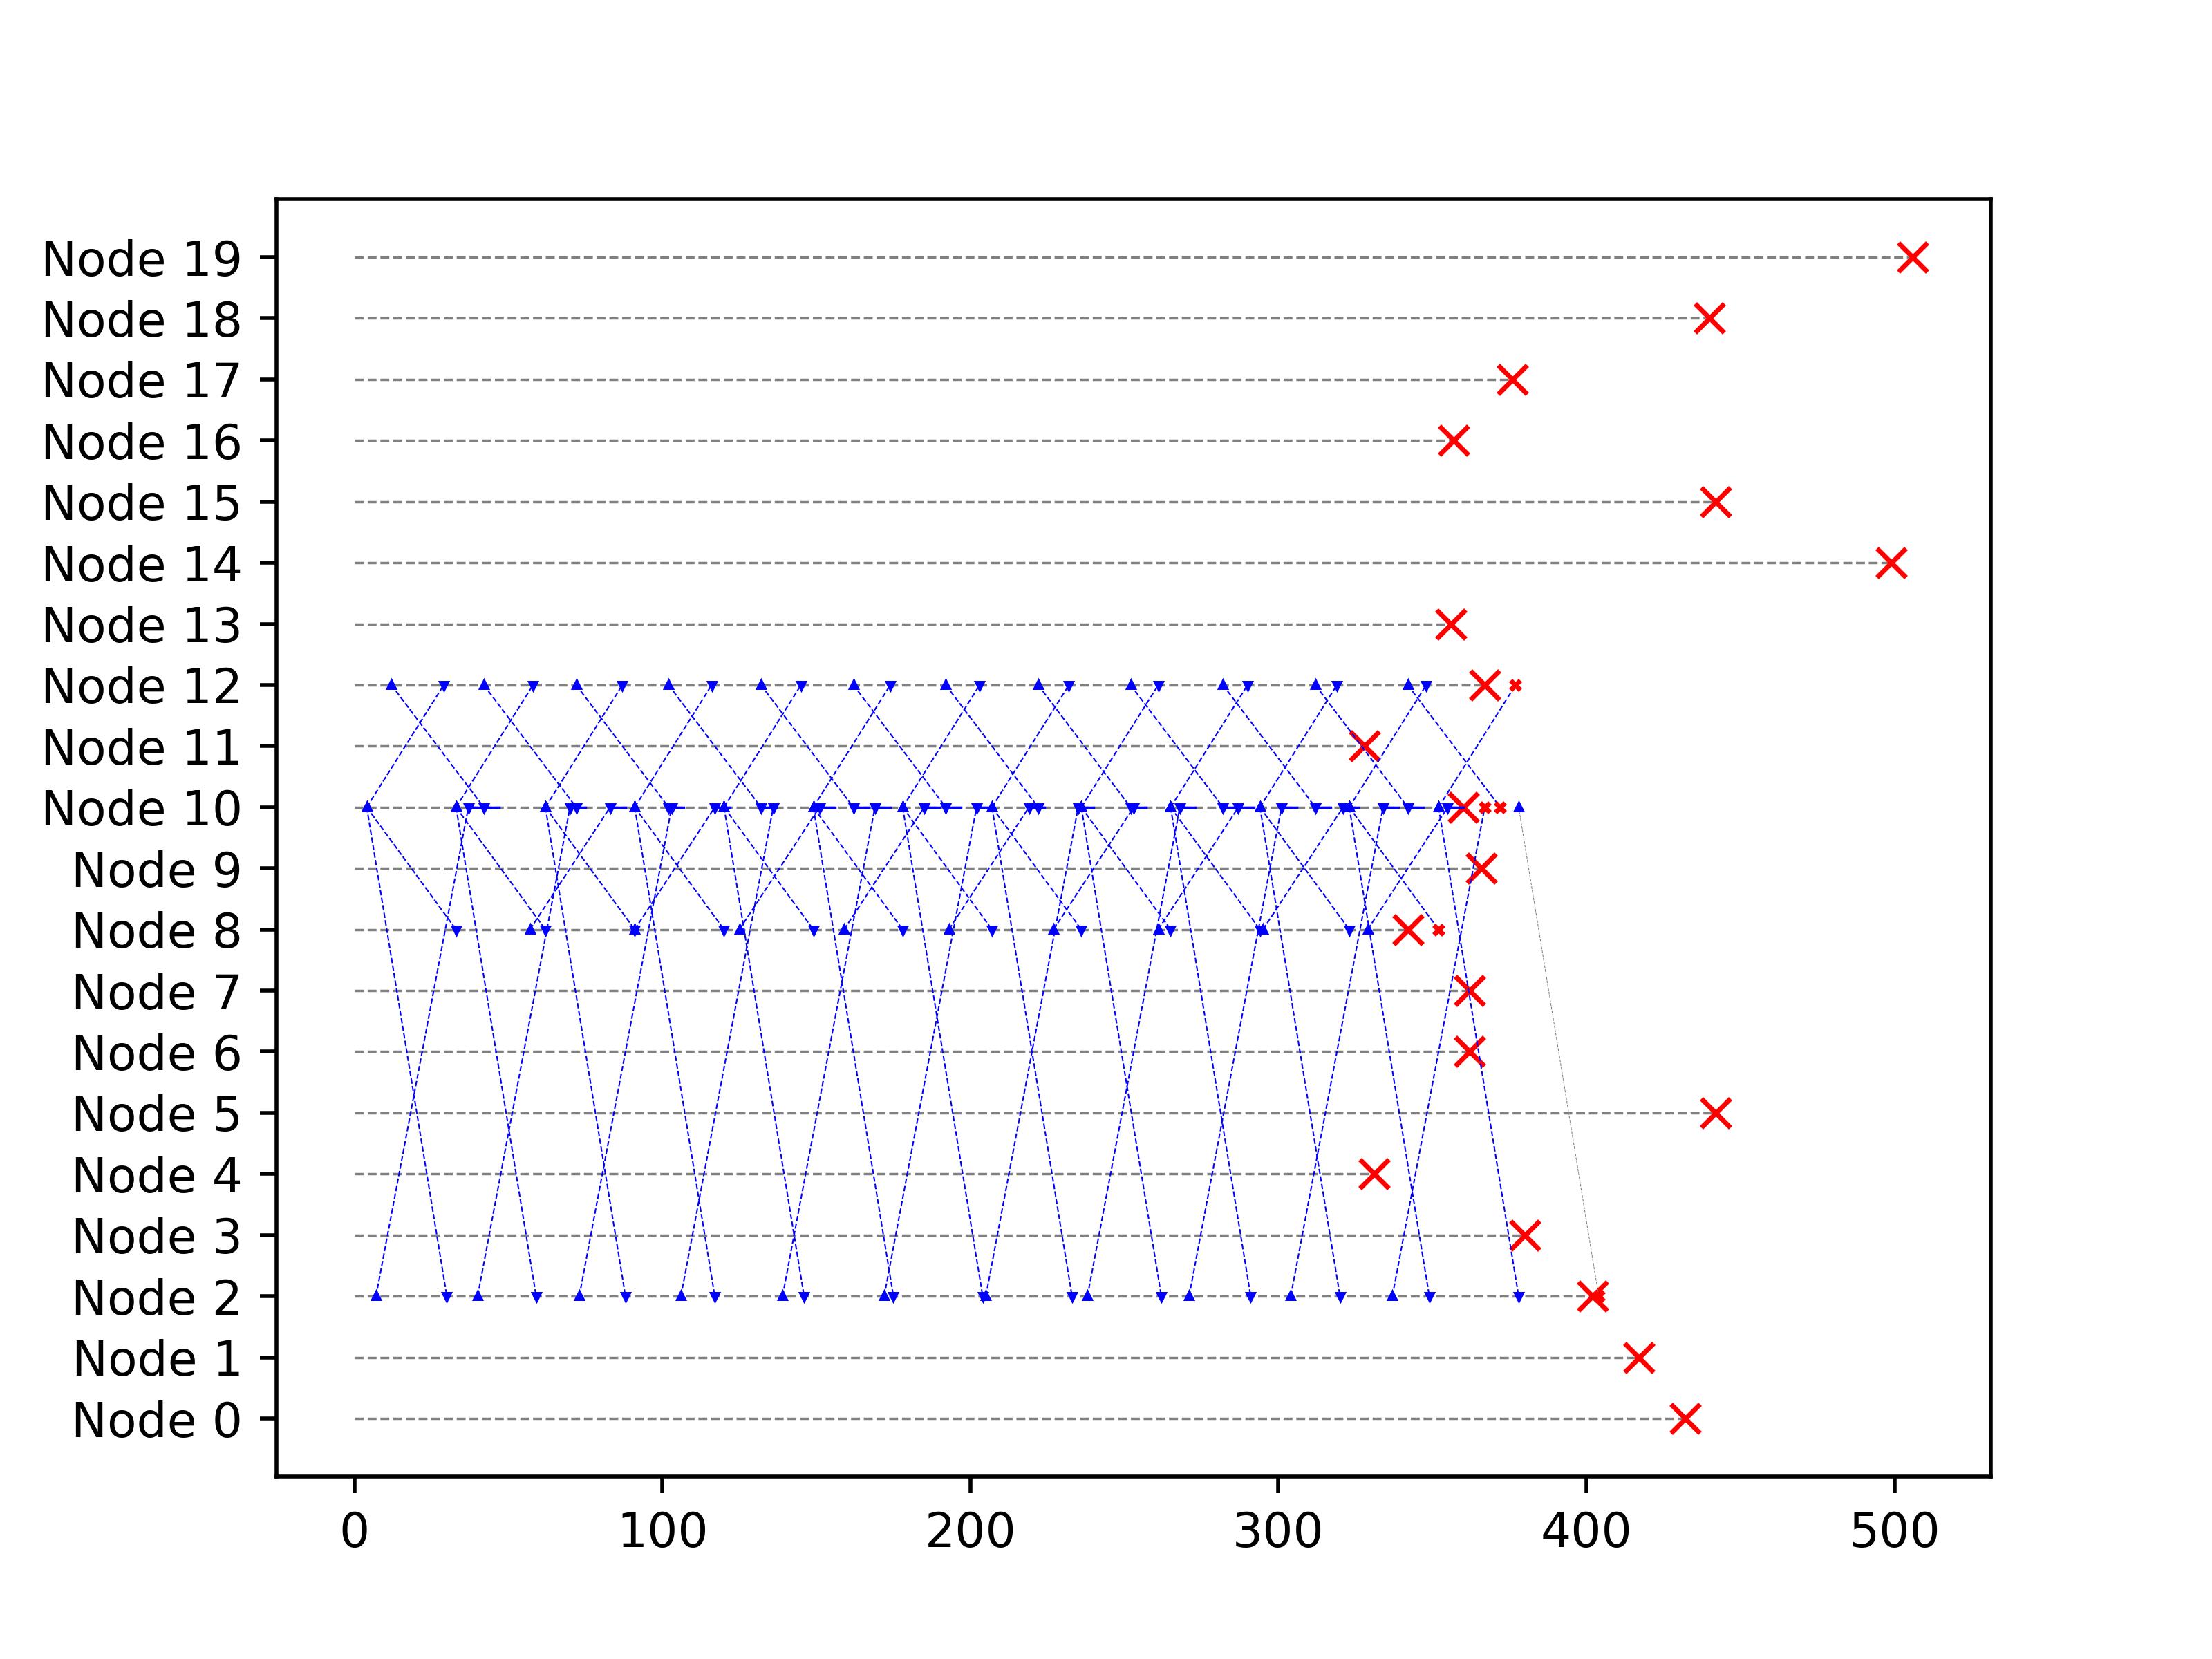 Node 19
Node 18
Node 17
Node 16
Node 15
Node 14
Node 13
Node 12
Node 11
Node 10
Node 9
Node 8
Node 7
Node 6
Node 5
Node 4
Node 3
Node 2
Node 1
Node 0
0 100 200 300 400 500